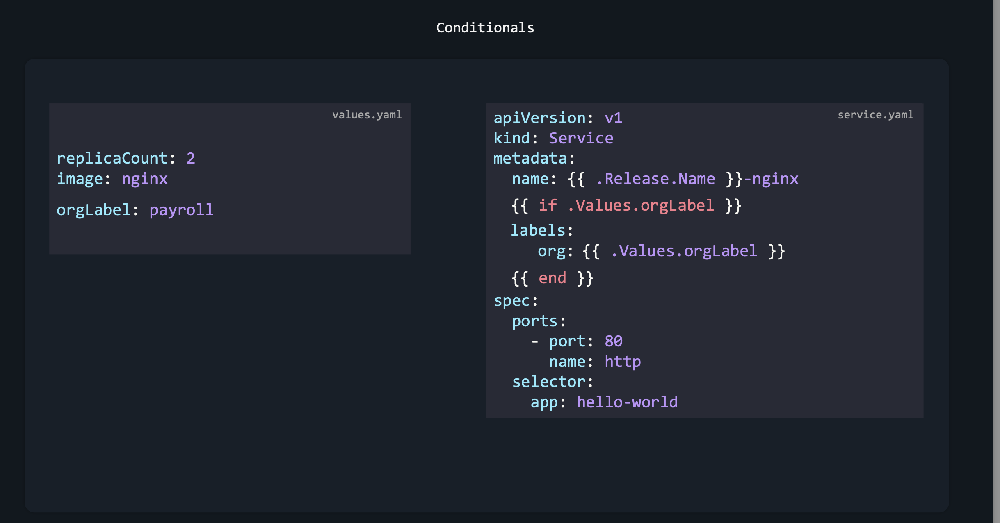 Conditionals
values.yaml
replicaCount: 2
image: nginx
orgLabel: payroll
service.yaml
apiVersion: v1
kind: Service
metadata:
  name: {{ .Release.Name }}-nginx
  {{ if .Values.orgLabel }}
  labels:
     org: {{ .Values.orgLabel }}
  {{ end }}
spec:
  ports:
    - port: 80
      name: http
  selector:
    app: hello-world